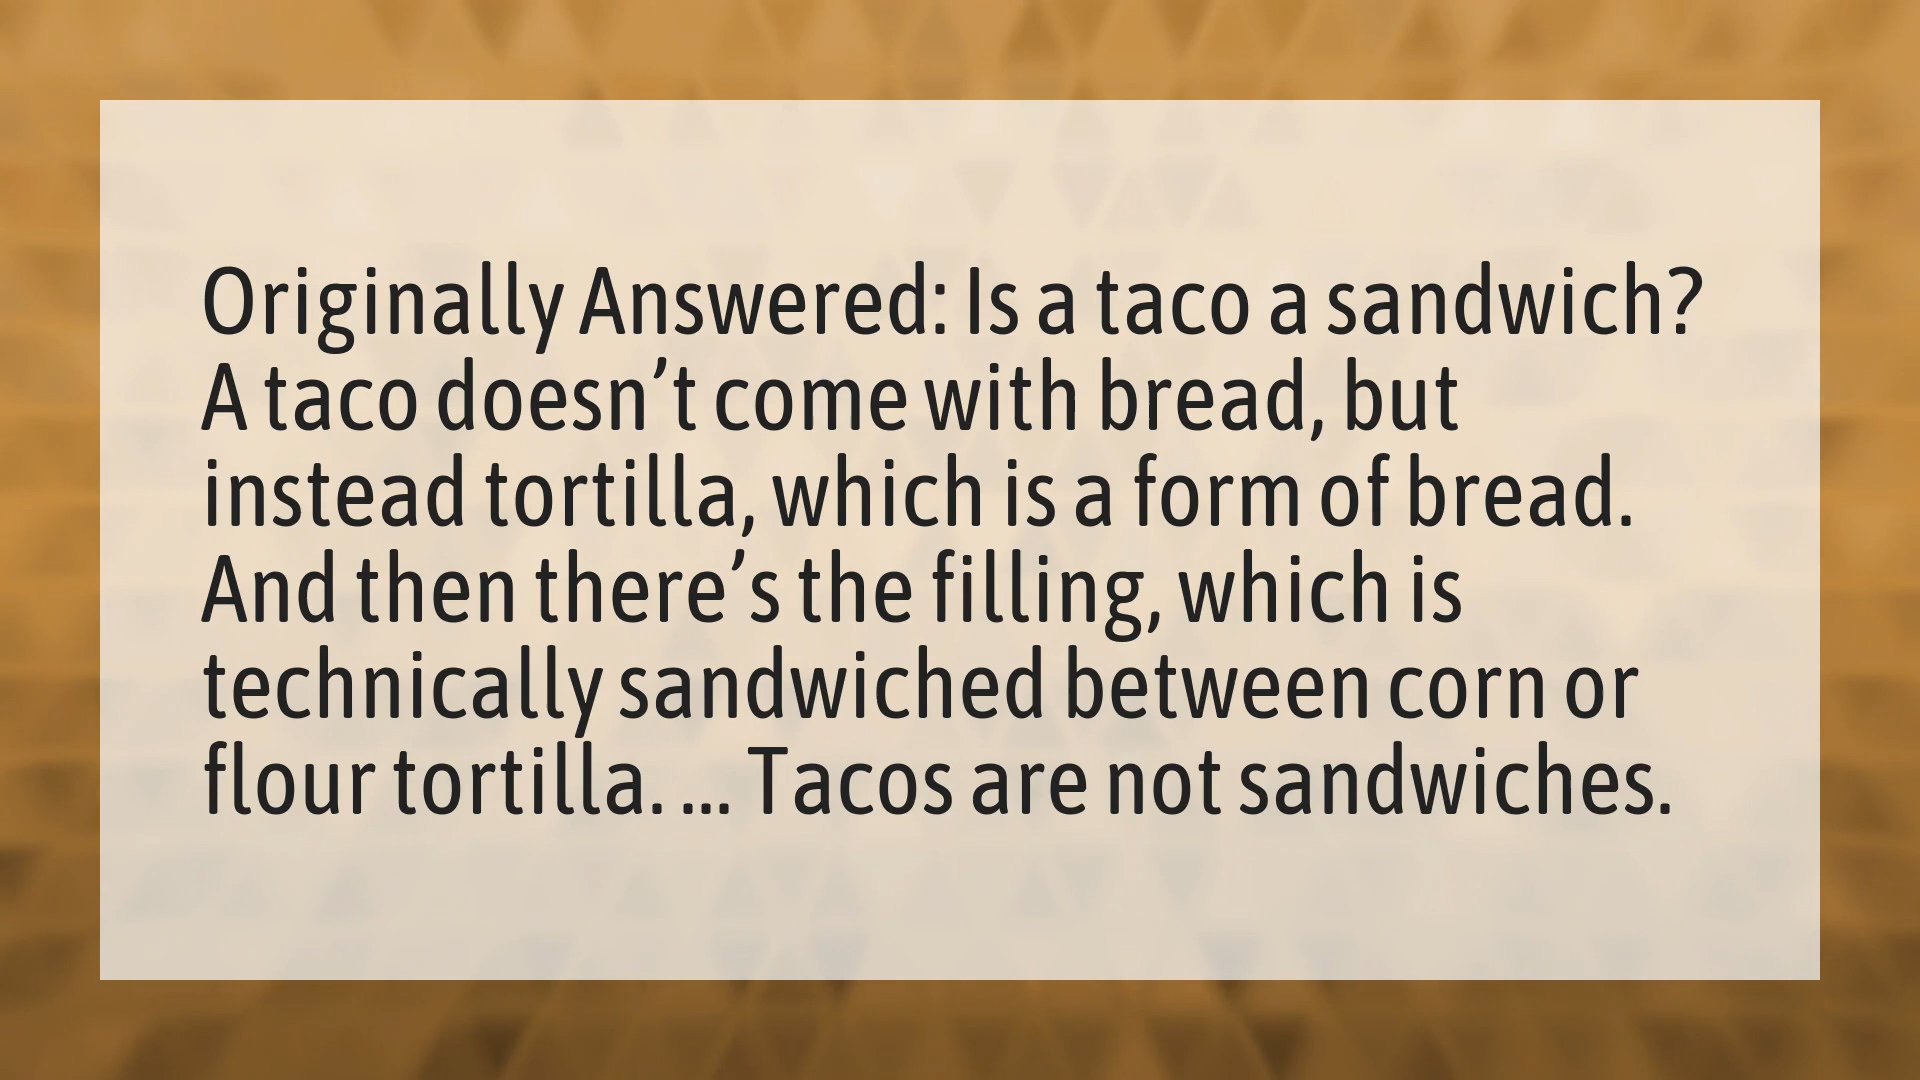 Originally Answered: Is a taco a sandwich?
A taco doesn’t come with bread, but
instead tortilla, which is a form of bread.
And then there’s the filling, which is
technically sandwiched between corn or
flour tortilla. ... Tacos are not sandwiches.